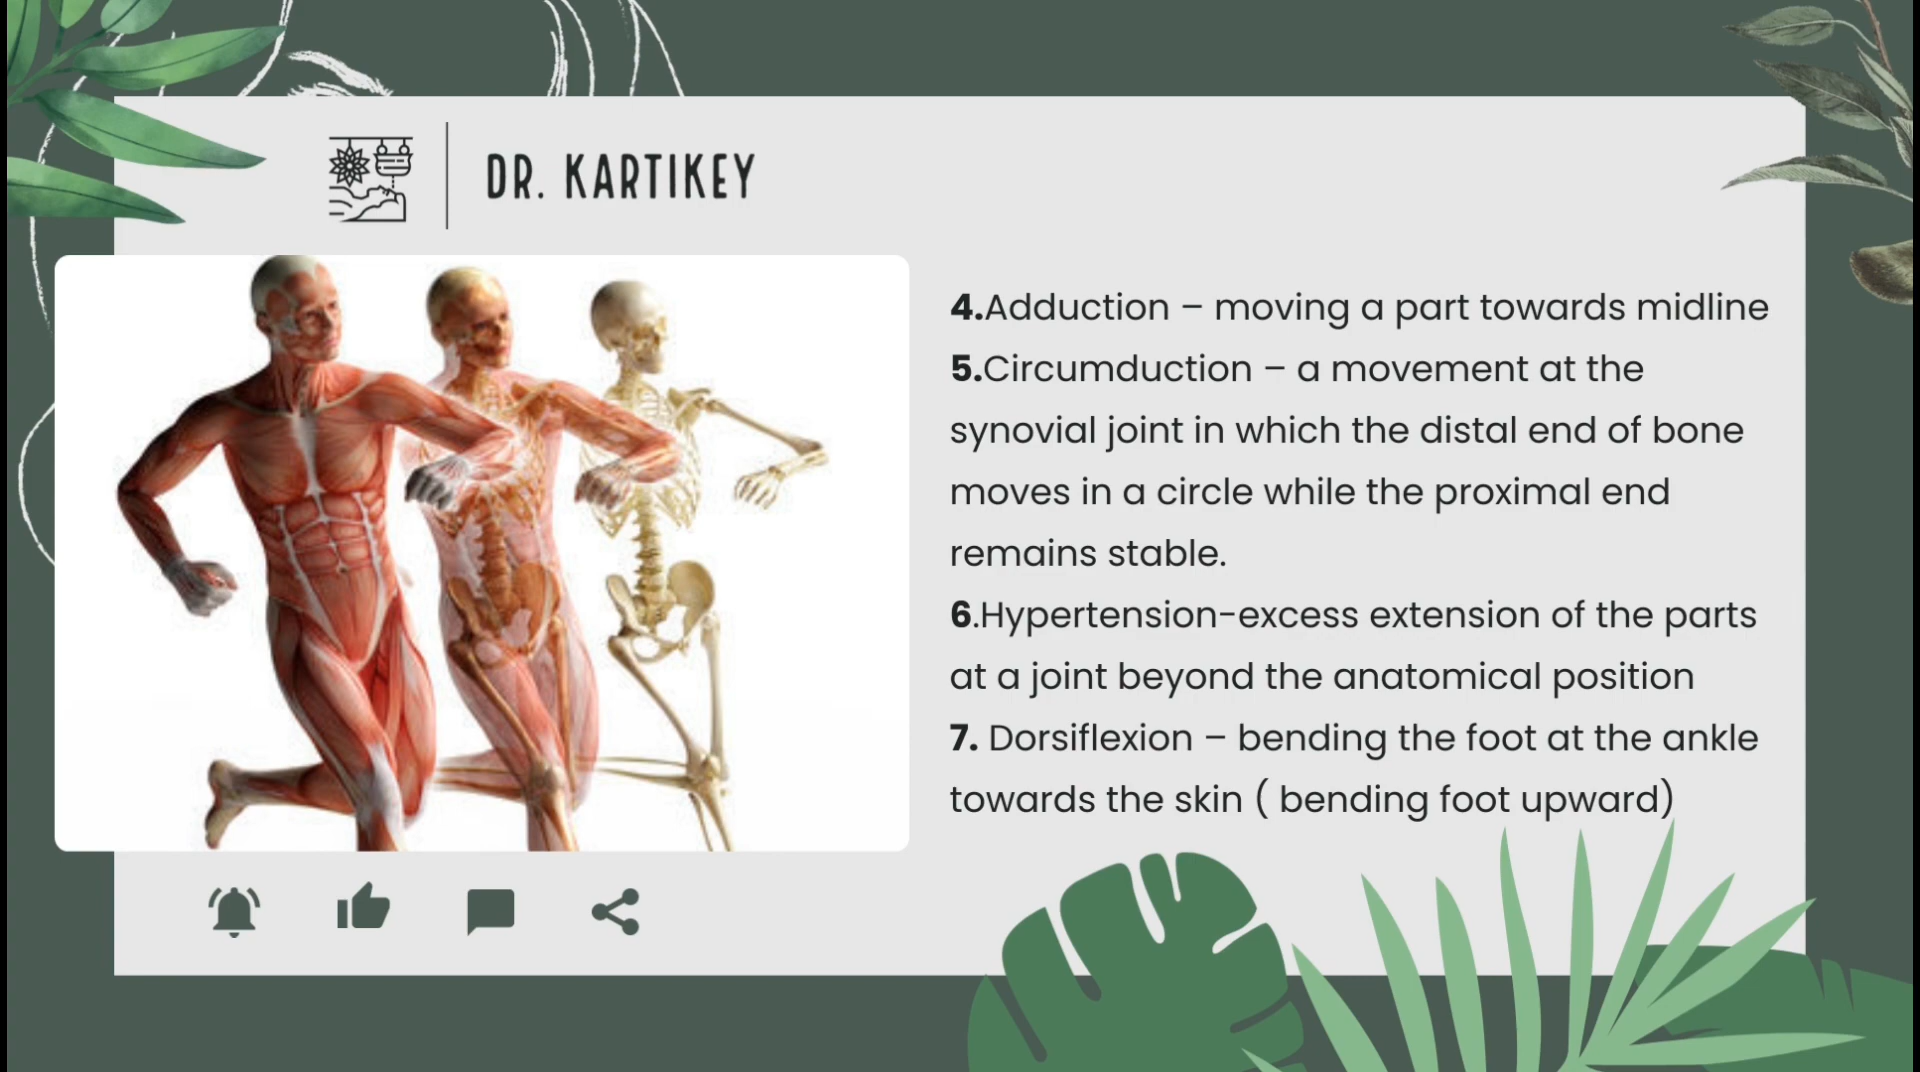 DR. KARTIKEY
4.Adduction – moving a part towards midline
5.Circumduction – a movement at the
synovial joint in which the distal end of bone
moves in a circle while the proximal end
remains stable.
6.Hypertension-excess extension of the parts
at a joint beyond the anatomical position
7. Dorsiflexion – bending the foot at the ankle
towards the skin ( bending foot upward)